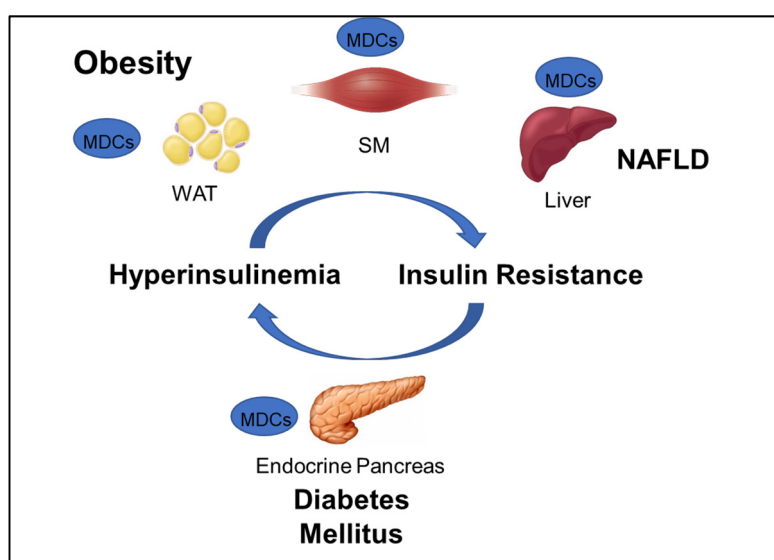 MDCs
Obesity
MDCs
MDCs
SM
NAFLD
WAT
Liver
Hyperinsulinemia
Insulin Resistance
MDCs
Endocrine Pancreas
Diabetes
Mellitus